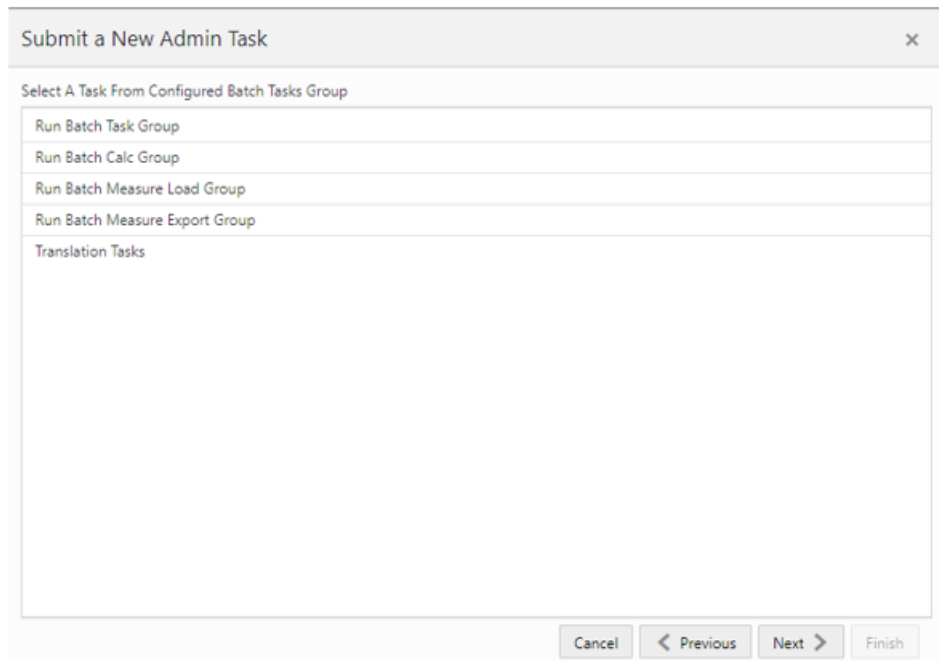 Submit a New Admin Task
Select A Task From Configured Batch Tasks Group
Run Batch Task Group
Run Batch Calc Group
Run Batch Measure Load Group
Run Batch Measure Export Group
Translation Tasks
Cancel Previous Next Finish